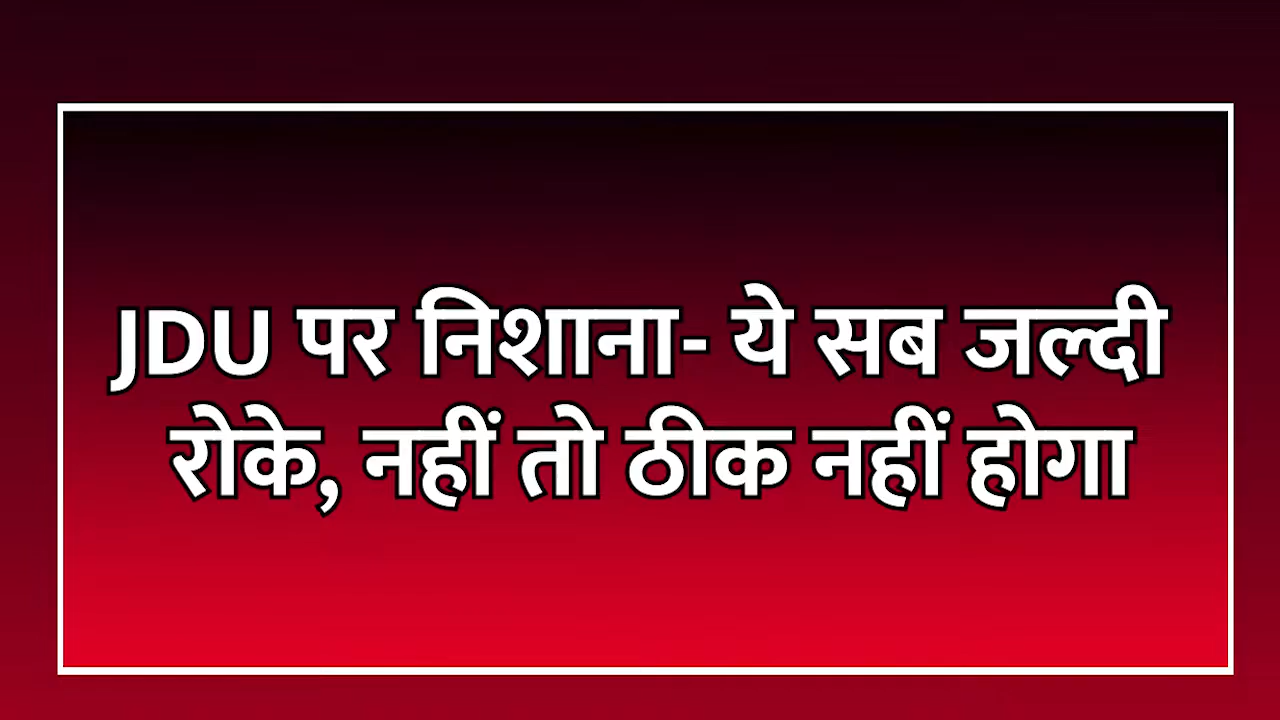 JDU पर निशाना- ये सब जल्दी
रोके, नहीं तो ठीक नहीं होगा